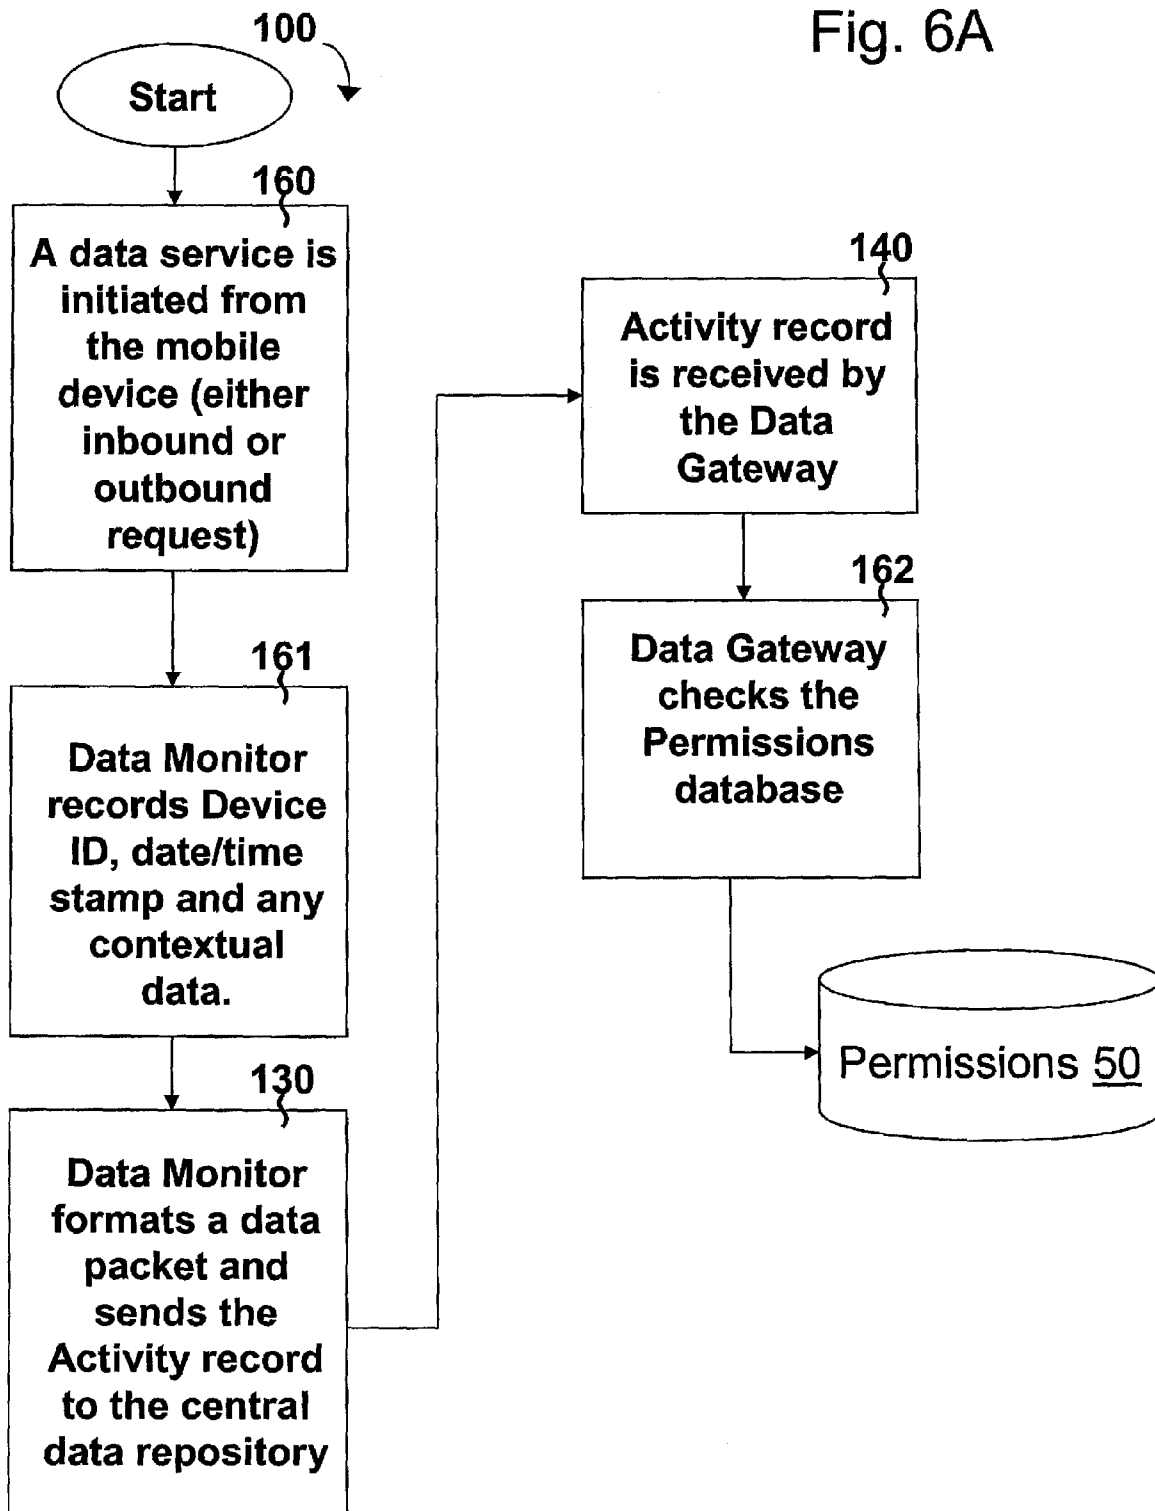 Fig. 6A
100
Start
160
A data service is
initiated from
the mobile
device (either
inbound or
outbound
request)
161
Data Monitor
records Device
ID, date/time
stamp and any
contextual
data.
130
Data Monitor
formats a data
packet and
sends the
Activity record
to the central
data repository
140
Activity record
is received by
the Data
Gateway
162
Data Gateway
checks the
Permissions
database
Permissions 50